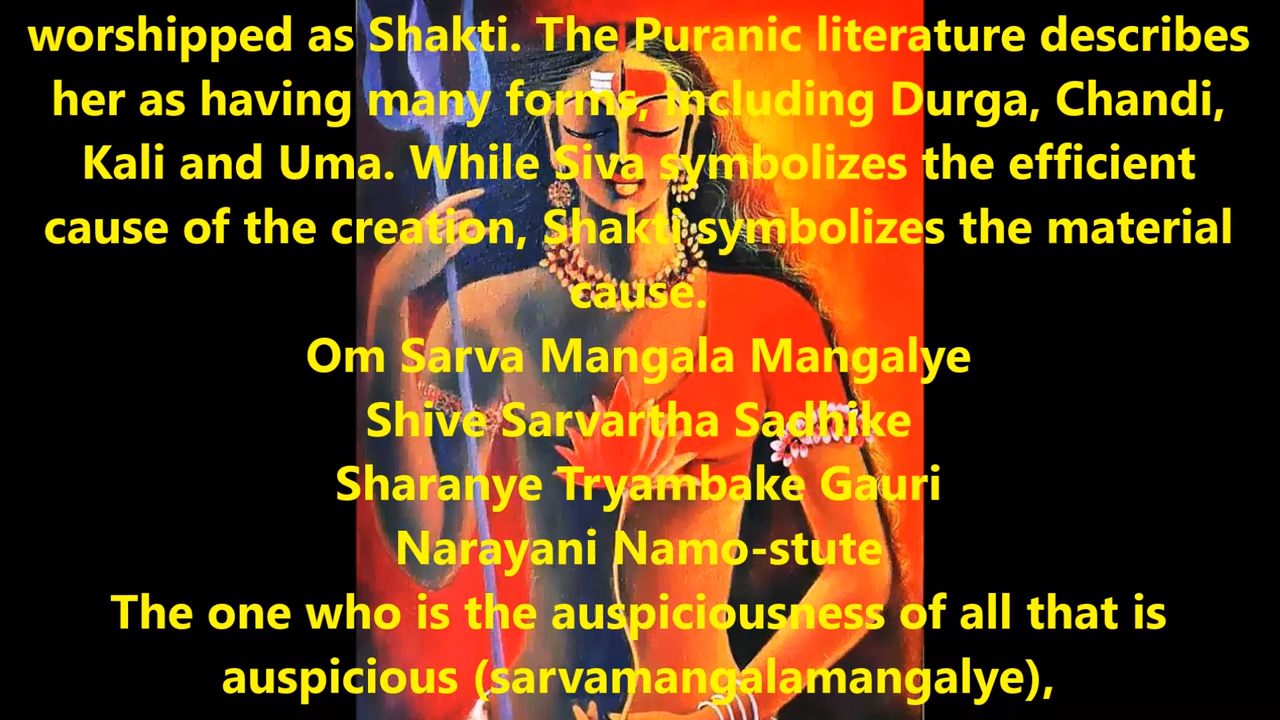 worshipped as Shakti. The Puranic literature describes
her as having many forms, including Durga, Chandi,
Kali and Uma. While Siva symbolizes the efficient
cause of the creation, Shakti symbolizes the material
cause.
Om Sarva Mangala Mangalye
Shive Sarvartha Sadhike
Sharanye Tryambake Gauri
Narayani Namo-stute
The one who is the auspiciousness of all that is
auspicious (sarvamangalamangalye),